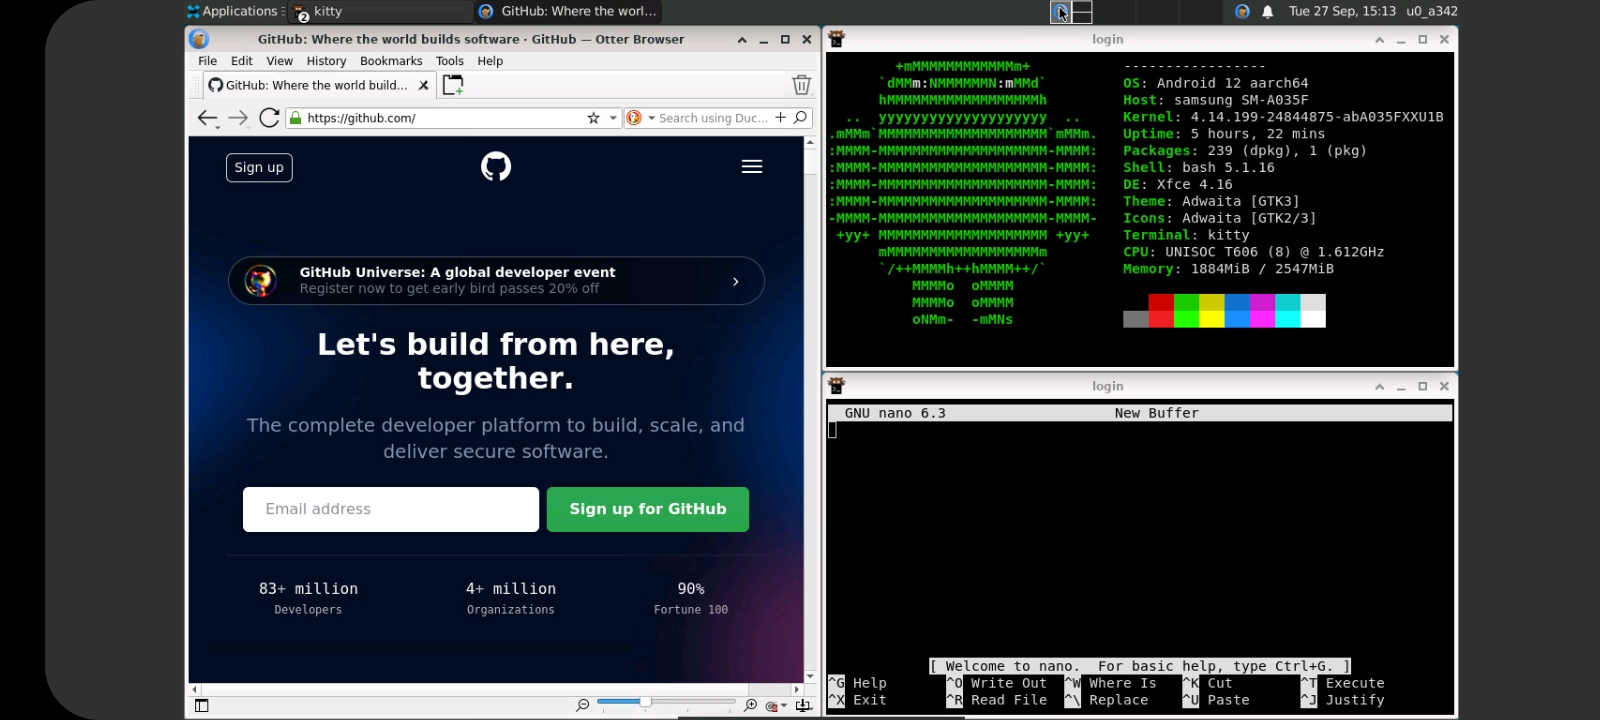 Applications
2 kitty
GitHub: Where the worl...
Tue 27 Sep, 15:13 u0_a342
GitHub: Where the world builds software · GitHub — Otter Browser
File Edit View History Bookmarks Tools Help
GitHub: Where the world build...
https://github.com/
Search using Duc...
Sign up
GitHub Universe: A global developer event
Register now to get early bird passes 20% off
Let's build from here,
together.
The complete developer platform to build, scale, and
deliver secure software.
Email address
Sign up for GitHub
83+ million 4+ million 90%
Developers Organizations Fortune 100
login
+mMMMMMMMMMMMm+ -----------------
`dMMm:NMMMMMMN:mMMd` OS: Android 12 aarch64
hMMMMMMMMMMMMMMMMMMh Host: samsung SM-A035F
.. yyyyyyyyyyyyyyyyyyyy .. Kernel: 4.14.199-24844875-abA035FXXU1B
.mMMm`MMMMMMMMMMMMMMMMMMMM`mMMm. Uptime: 5 hours, 22 mins
:MMMM-MMMMMMMMMMMMMMMMMMMM-MMMM: Packages: 239 (dpkg), 1 (pkg)
:MMMM-MMMMMMMMMMMMMMMMMMMM-MMMM: Shell: bash 5.1.16
:MMMM-MMMMMMMMMMMMMMMMMMMM-MMMM: DE: Xfce 4.16
:MMMM-MMMMMMMMMMMMMMMMMMMM-MMMM: Theme: Adwaita [GTK3]
-MMMM-MMMMMMMMMMMMMMMMMMMM-MMMM- Icons: Adwaita [GTK2/3]
+yy+ MMMMMMMMMMMMMMMMMMMM +yy+ Terminal: kitty
mMMMMMMMMMMMMMMMMMMm CPU: UNISOC T606 (8) @ 1.612GHz
`/++MMMMh++hMMMM++/` Memory: 1884MiB / 2547MiB
MMMMo oMMMM
MMMMo oMMMM
oNMm- -mMNs
login
GNU nano 6.3 New Buffer
[ Welcome to nano. For basic help, type Ctrl+G. ]
^G Help ^O Write Out ^W Where Is ^K Cut ^T Execute
^X Exit ^R Read File ^\ Replace ^U Paste ^J Justify